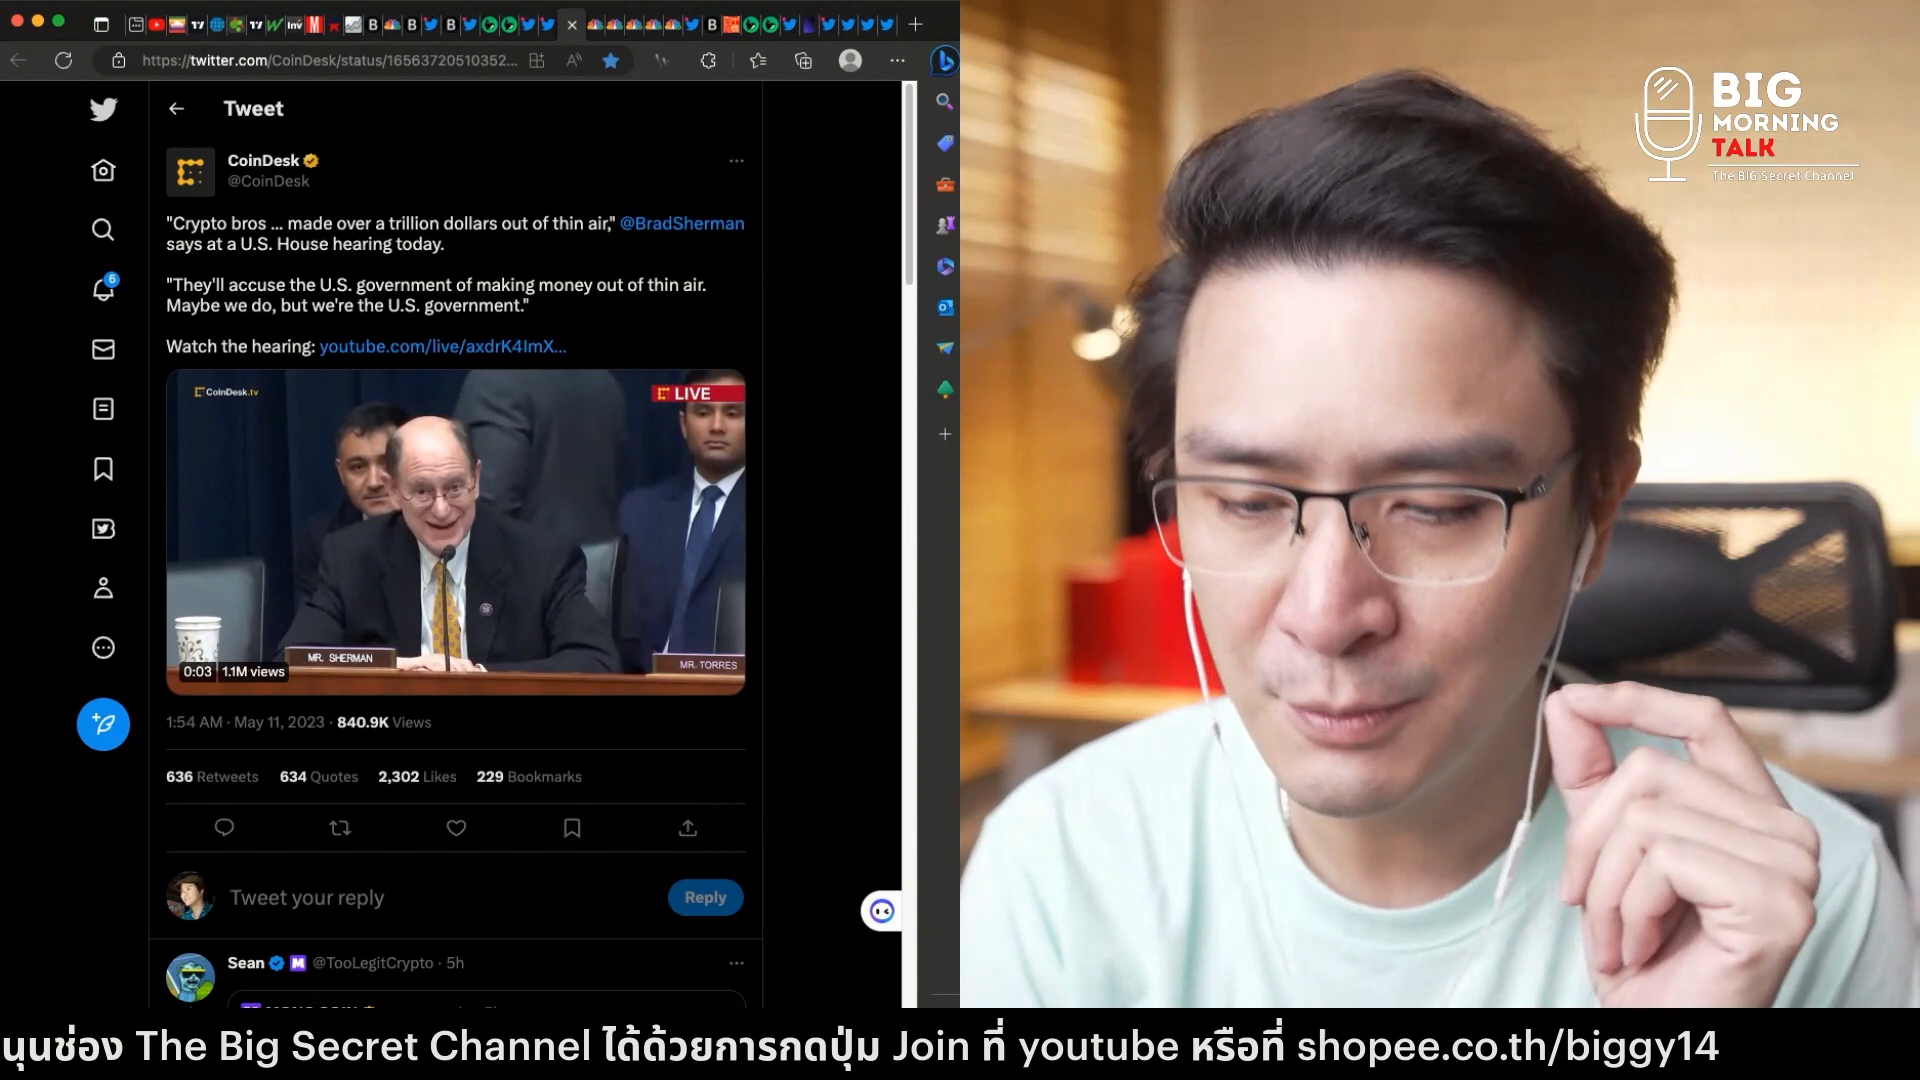 https://twitter.com/CoinDesk/status/16563720510352...
Tweet
CoinDesk
@CoinDesk
"Crypto bros ... made over a trillion dollars out of thin air," @BradSherman
says at a U.S. House hearing today.
"They'll accuse the U.S. government of making money out of thin air.
Maybe we do, but we're the U.S. government."
Watch the hearing: youtube.com/live/axdrK4ImX...
CoinDesk.tv
LIVE
MR. SHERMAN
MR. TORRES
0:03 1.1M views
1:54 AM · May 11, 2023 · 840.9K Views
636 Retweets 634 Quotes 2,302 Likes 229 Bookmarks
Tweet your reply
Reply
Sean @TooLegitCrypto · 5h
6
BIG
MORNING
TALK
The BIG Secret Channel
นุนช่อง The Big Secret Channel ได้ด้วยการกดปุ่ม Join ที่ youtube หรือที่ shopee.co.th/biggy14